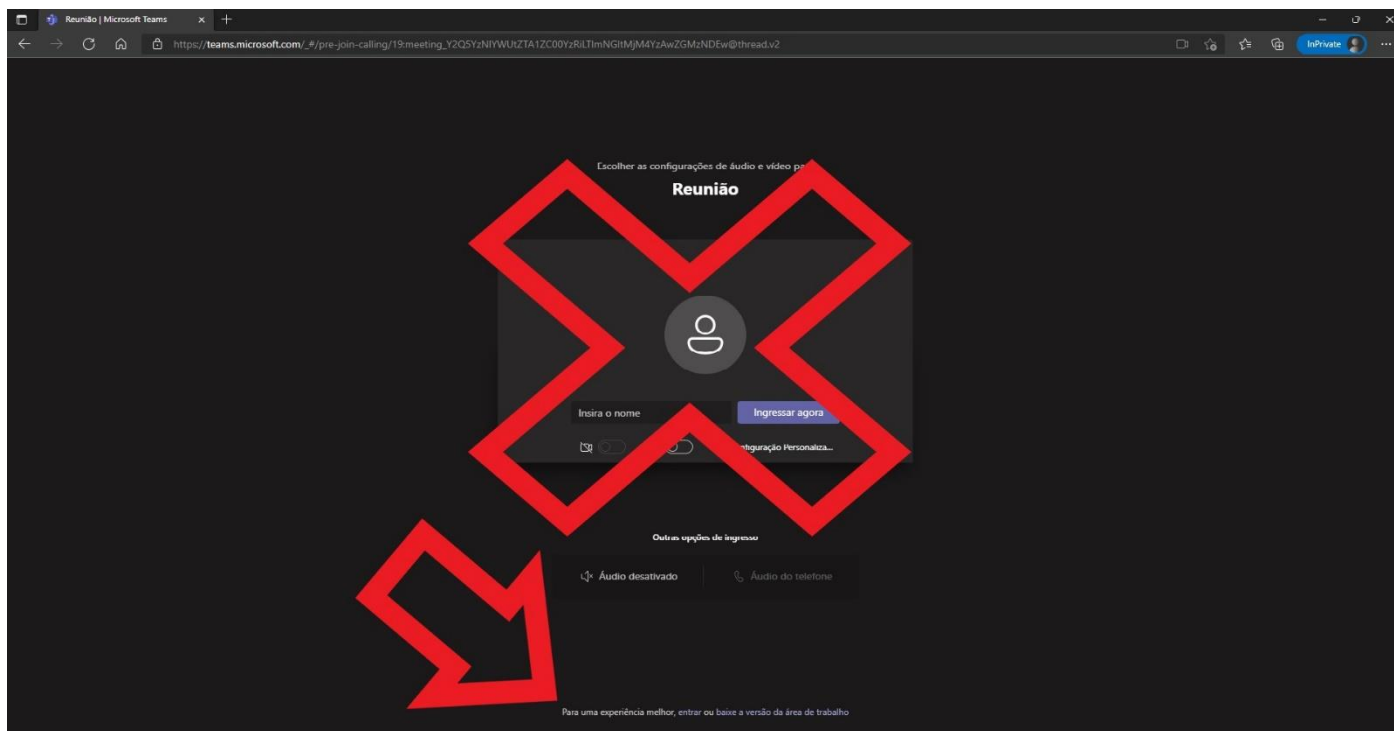 Reunião | Microsoft Teams
https://teams.microsoft.com/_#/pre-join-calling/19:meeting_Y2Q5YzNlYWUtZTA1ZC00YzRiLTlmNGItMjM4YzAwZGMzNDEw@thread.v2
InPrivate
Escolher as configurações de áudio e vídeo
Reunião
Insira o nome
Ingressar agora
Personaliza...
Outras opções de ingresso
Áudio desativado
Áudio do telefone
Para uma experiência melhor, entrar ou baixe a versão da área de trabalho